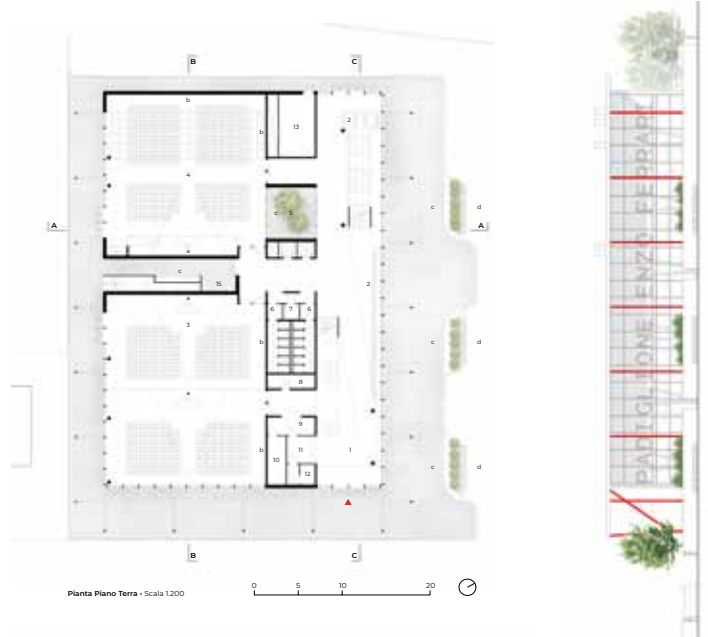 B
C
b
13
2
b
4
c
5
c
d
A
A
a
c
15
2
a
6
7
6
3
b
c
d
8
a
9
b
10
11
1
12
c
d
B
C
Pianta Piano Terra • Scala 1.200
0
5
10
20
PADIGLIONE ENZO FERRARI